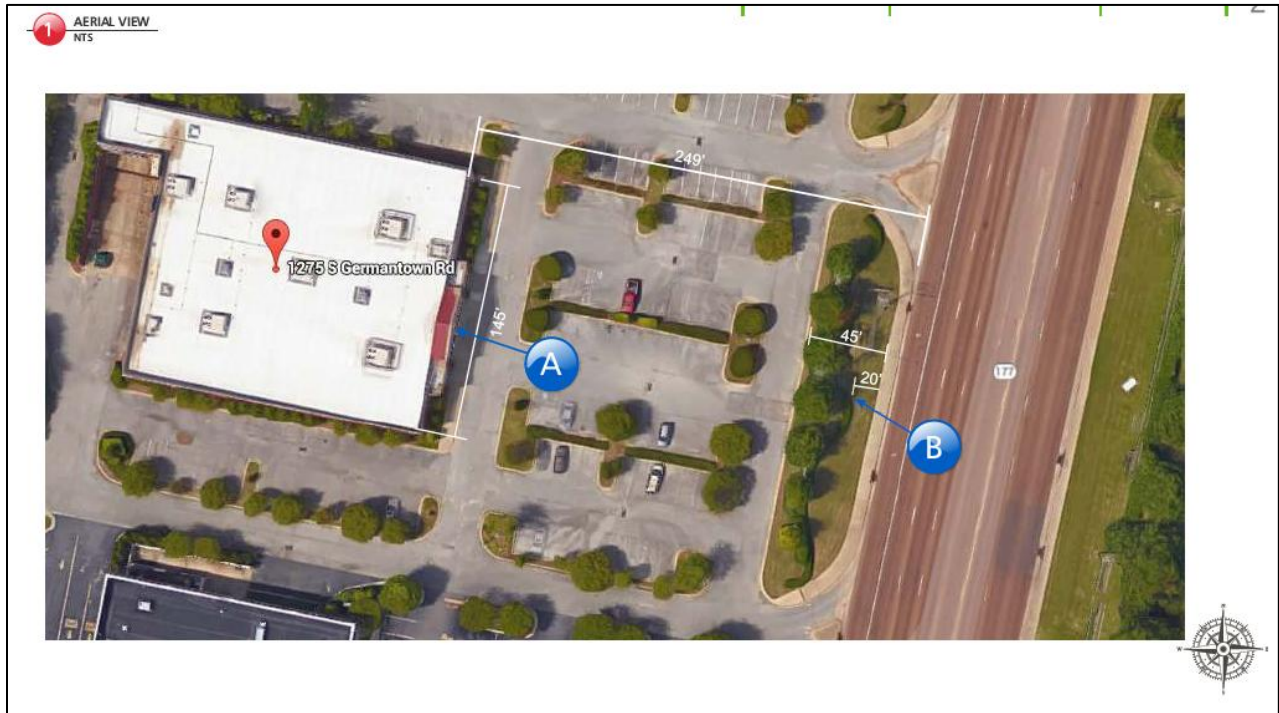 1
AERIAL VIEW
NTS
249'
1275 S Germantown Rd
145'
A
45'
20'
B
177
N
W
E
S